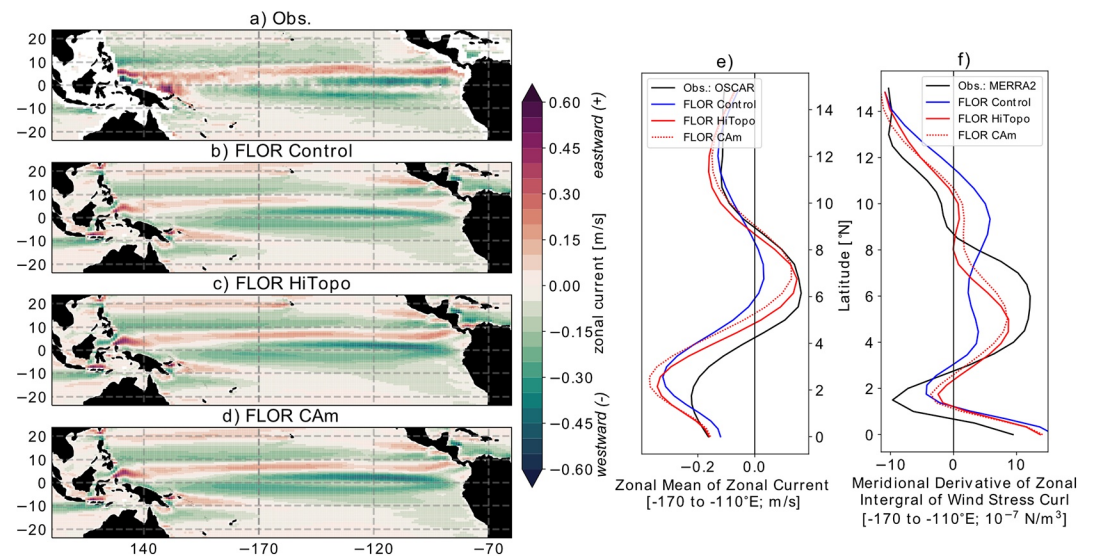 a) Obs.
20
10
0
−10
−20
b) FLOR Control
20
10
0
−10
−20
c) FLOR HiTopo
20
10
0
−10
−20
d) FLOR CAm
20
10
0
−10
−20
140
−170
−120
−70
0.60
0.45
0.30
0.15
0.00
−0.15
−0.30
−0.45
−0.60
eastward (+)
zonal current [m/s]
westward (-)
e)
Obs.: OSCAR
FLOR Control
FLOR HiTopo
FLOR CAm
14
12
10
8
6
4
2
0
−0.2
0.0
Zonal Mean of Zonal Current
[-170 to -110°E; m/s]
f)
Obs.: MERRA2
FLOR Control
FLOR HiTopo
FLOR CAm
Latitude [°N]
14
12
10
8
6
4
2
0
−10
0
10
Meridional Derivative of Zonal
Intergral of Wind Stress Curl
[-170 to -110°E; 10⁻⁷ N/m³]